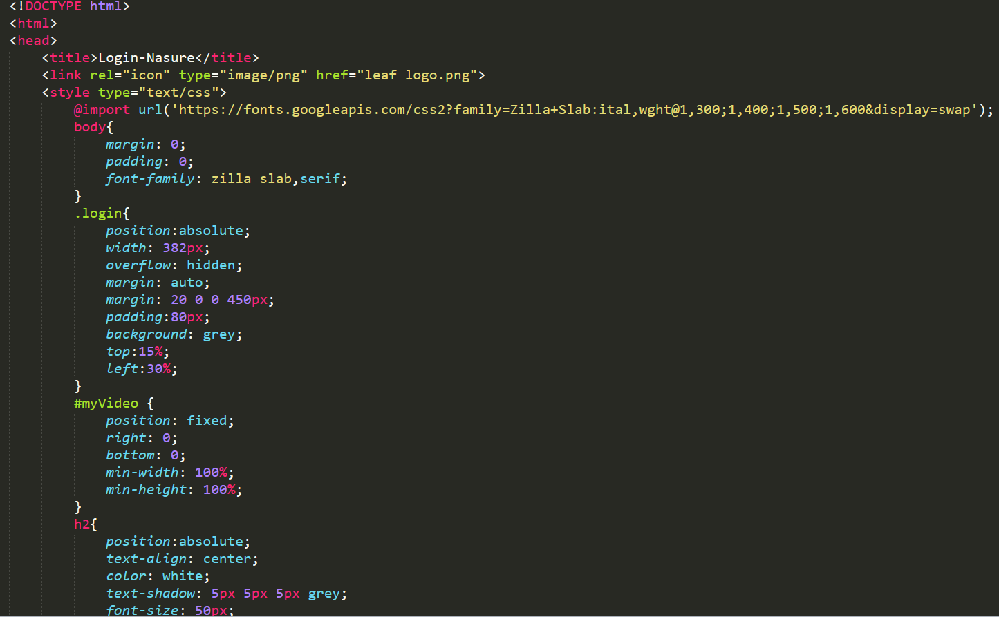 <!DOCTYPE html>
<html>
<head>
    <title>Login-Nasure</title>
    <link rel="icon" type="image/png" href="leaf logo.png">
    <style type="text/css">
        @import url('https://fonts.googleapis.com/css2?family=Zilla+Slab:ital,wght@1,300;1,400;1,500;1,600&display=swap');
        body{
            margin: 0;
            padding: 0;
            font-family: zilla slab,serif;
        }
        .login{
            position:absolute;
            width: 382px;
            overflow: hidden;
            margin: auto;
            margin: 20 0 0 450px;
            padding:80px;
            background: grey;
            top:15%;
            left:30%;
        }
        #myVideo {
            position: fixed;
            right: 0;
            bottom: 0;
            min-width: 100%;
            min-height: 100%;
        }
        h2{
            position:absolute;
            text-align: center;
            color: white;
            text-shadow: 5px 5px 5px grey;
            font-size: 50px;